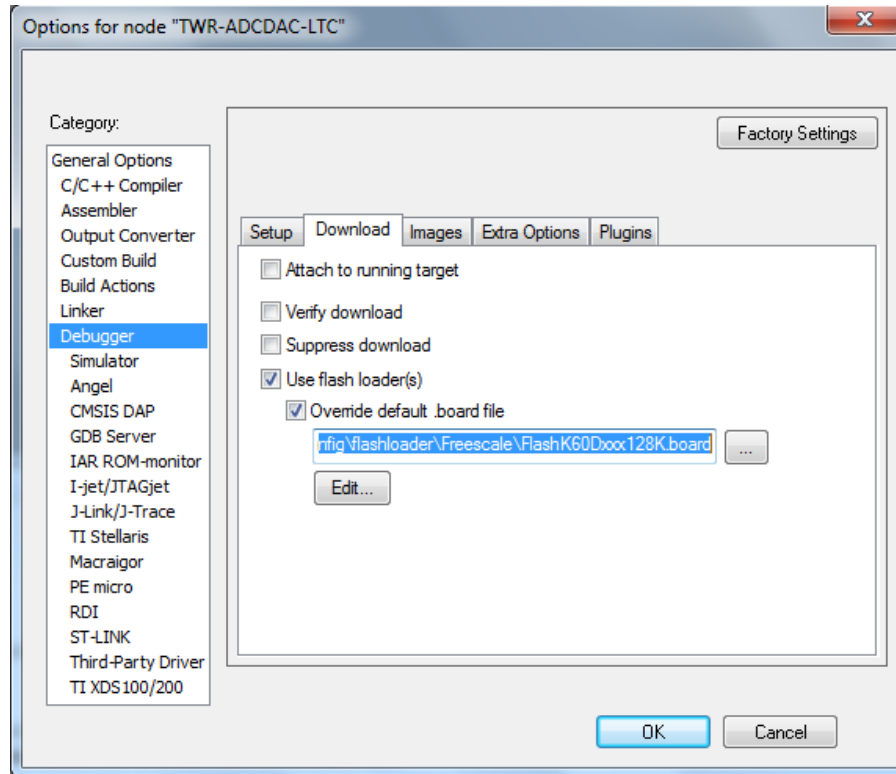 Options for node "TWR-ADCDAC-LTC"
Category:
Factory Settings
General Options
C/C++ Compiler
Assembler
Output Converter
Custom Build
Build Actions
Linker
Debugger
Simulator
Angel
CMSIS DAP
GDB Server
IAR ROM-monitor
I-jet/JTAGjet
J-Link/J-Trace
TI Stellaris
Macraigor
PE micro
RDI
ST-LINK
Third-Party Driver
TI XDS100/200
Setup Download Images Extra Options Plugins
Attach to running target
Verify download
Suppress download
Use flash loader(s)
Override default .board file
nfig\flashloader\Freescale\FlashK60Dxxx128K.board
...
Edit...
OK Cancel